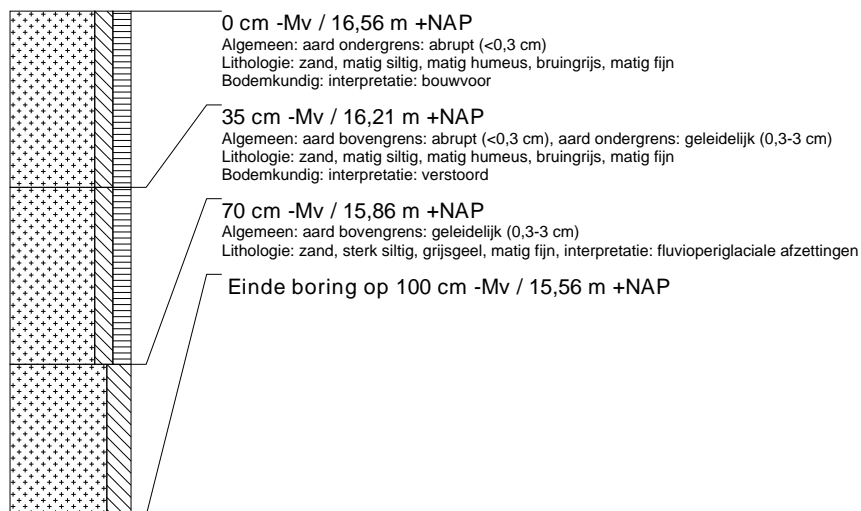 0 cm -Mv / 16,56 m +NAP
Algemeen: aard ondergrens: abrupt (<0,3 cm)
Lithologie: zand, matig siltig, matig humeus, bruingrijs, matig fijn
Bodemkundig: interpretatie: bouwvoor
35 cm -Mv / 16,21 m +NAP
Algemeen: aard bovengrens: abrupt (<0,3 cm), aard ondergrens: geleidelijk (0,3-3 cm)
Lithologie: zand, matig siltig, matig humeus, bruingrijs, matig fijn
Bodemkundig: interpretatie: verstoord
70 cm -Mv / 15,86 m +NAP
Algemeen: aard bovengrens: geleidelijk (0,3-3 cm)
Lithologie: zand, sterk siltig, grijsgeel, matig fijn, interpretatie: fluvioperiglaciale afzettingen
Einde boring op 100 cm -Mv / 15,56 m +NAP